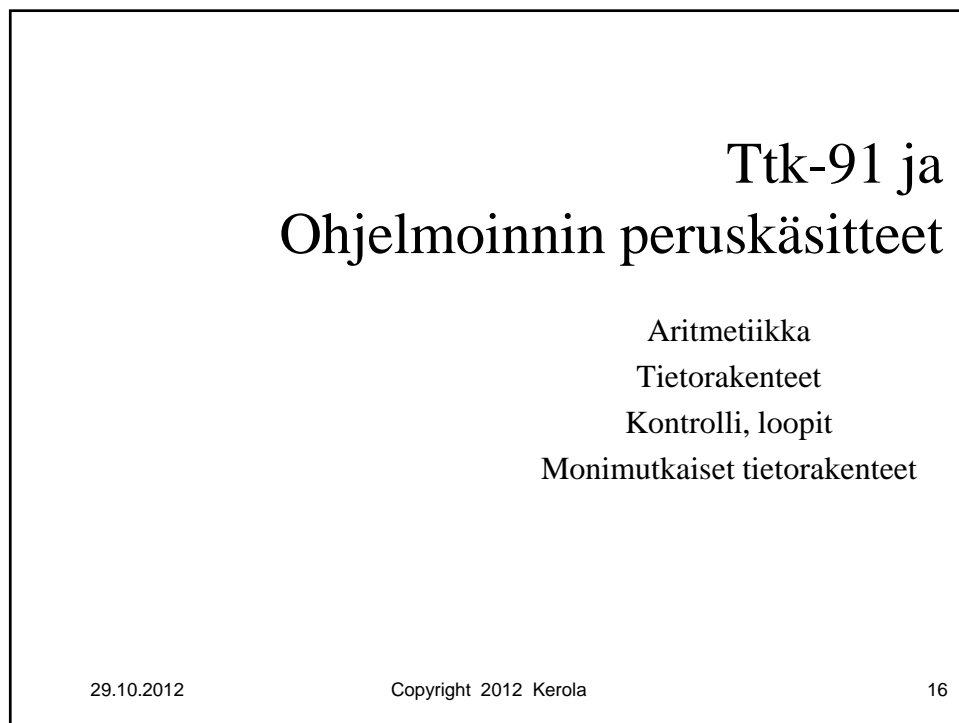 Ttk-91 ja
Ohjelmoinnin peruskäsitteet
Aritmetiikka
Tietorakenteet
Kontrolli, loopit
Monimutkaiset tietorakenteet
29.10.2012 Copyright 2012 Kerola 16